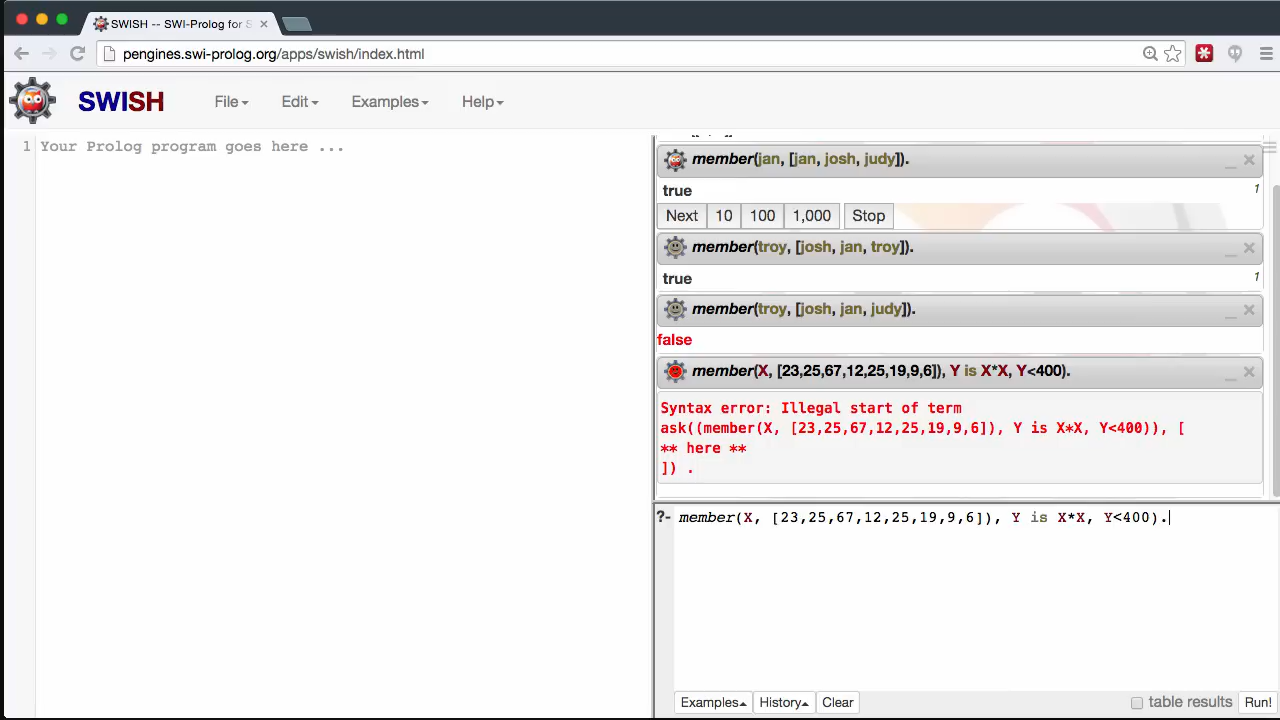 SWISH -- SWI-Prolog for S
pengines.swi-prolog.org/apps/swish/index.html
SWISH File Edit Examples Help
1 Your Prolog program goes here ...
member(jan, [jan, josh, judy]).
true 1
Next 10 100 1,000 Stop
member(troy, [josh, jan, troy]).
true 1
member(troy, [josh, jan, judy]).
false
member(X, [23,25,67,12,25,19,9,6]), Y is X*X, Y<400).
Syntax error: Illegal start of term
ask((member(X, [23,25,67,12,25,19,9,6]), Y is X*X, Y<400)), [
** here **
]) .
?- member(X, [23,25,67,12,25,19,9,6]), Y is X*X, Y<400).
Examples History Clear table results Run!